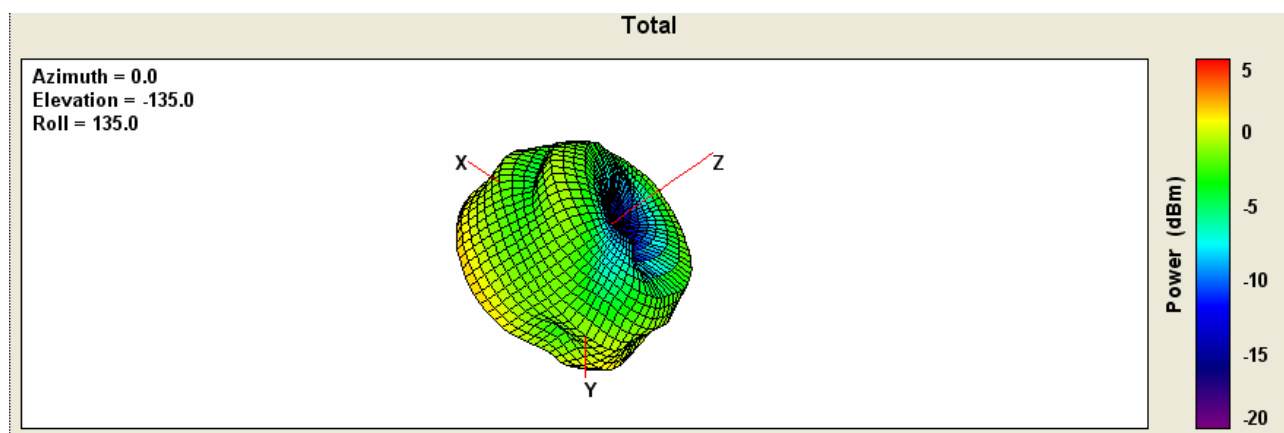 Total
Azimuth = 0.0
Elevation = -135.0
Roll = 135.0
X
Z
Y
Power (dBm)
5
0
-5
-10
-15
-20